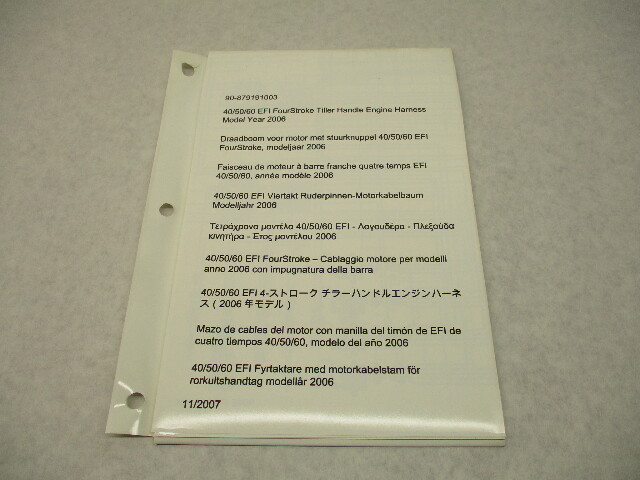 90-879191003
40/50/60 EFI FourStroke Tiller Handle Engine Harness
Model Year 2006
Draadboom voor motor met stuurknuppel 40/50/60 EFI
FourStroke, modeljaar 2006
Faisceau de moteur à barre franche quatre temps EFI
40/50/60, année modèle 2006
40/50/60 EFI Viertakt Ruderpinnen-Motorkabelbaum
Modelljahr 2006
Τετράχρονα μοντέλα 40/50/60 EFI - Λαγουδέρα - Πλεξούδα
κινητήρα - Έτος μοντέλου 2006
40/50/60 EFI FourStroke – Cablaggio motore per modelli
anno 2006 con impugnatura della barra
40/50/60 EFI 4-ストローク チラーハンドルエンジンハーネ
ス ( 2006 年モデル )
Mazo de cables del motor con manilla del timón de EFI de
cuatro tiempos 40/50/60, modelo del año 2006
40/50/60 EFI Fyrtaktare med motorkabelstam för
rorkultshandtag modellår 2006
11/2007